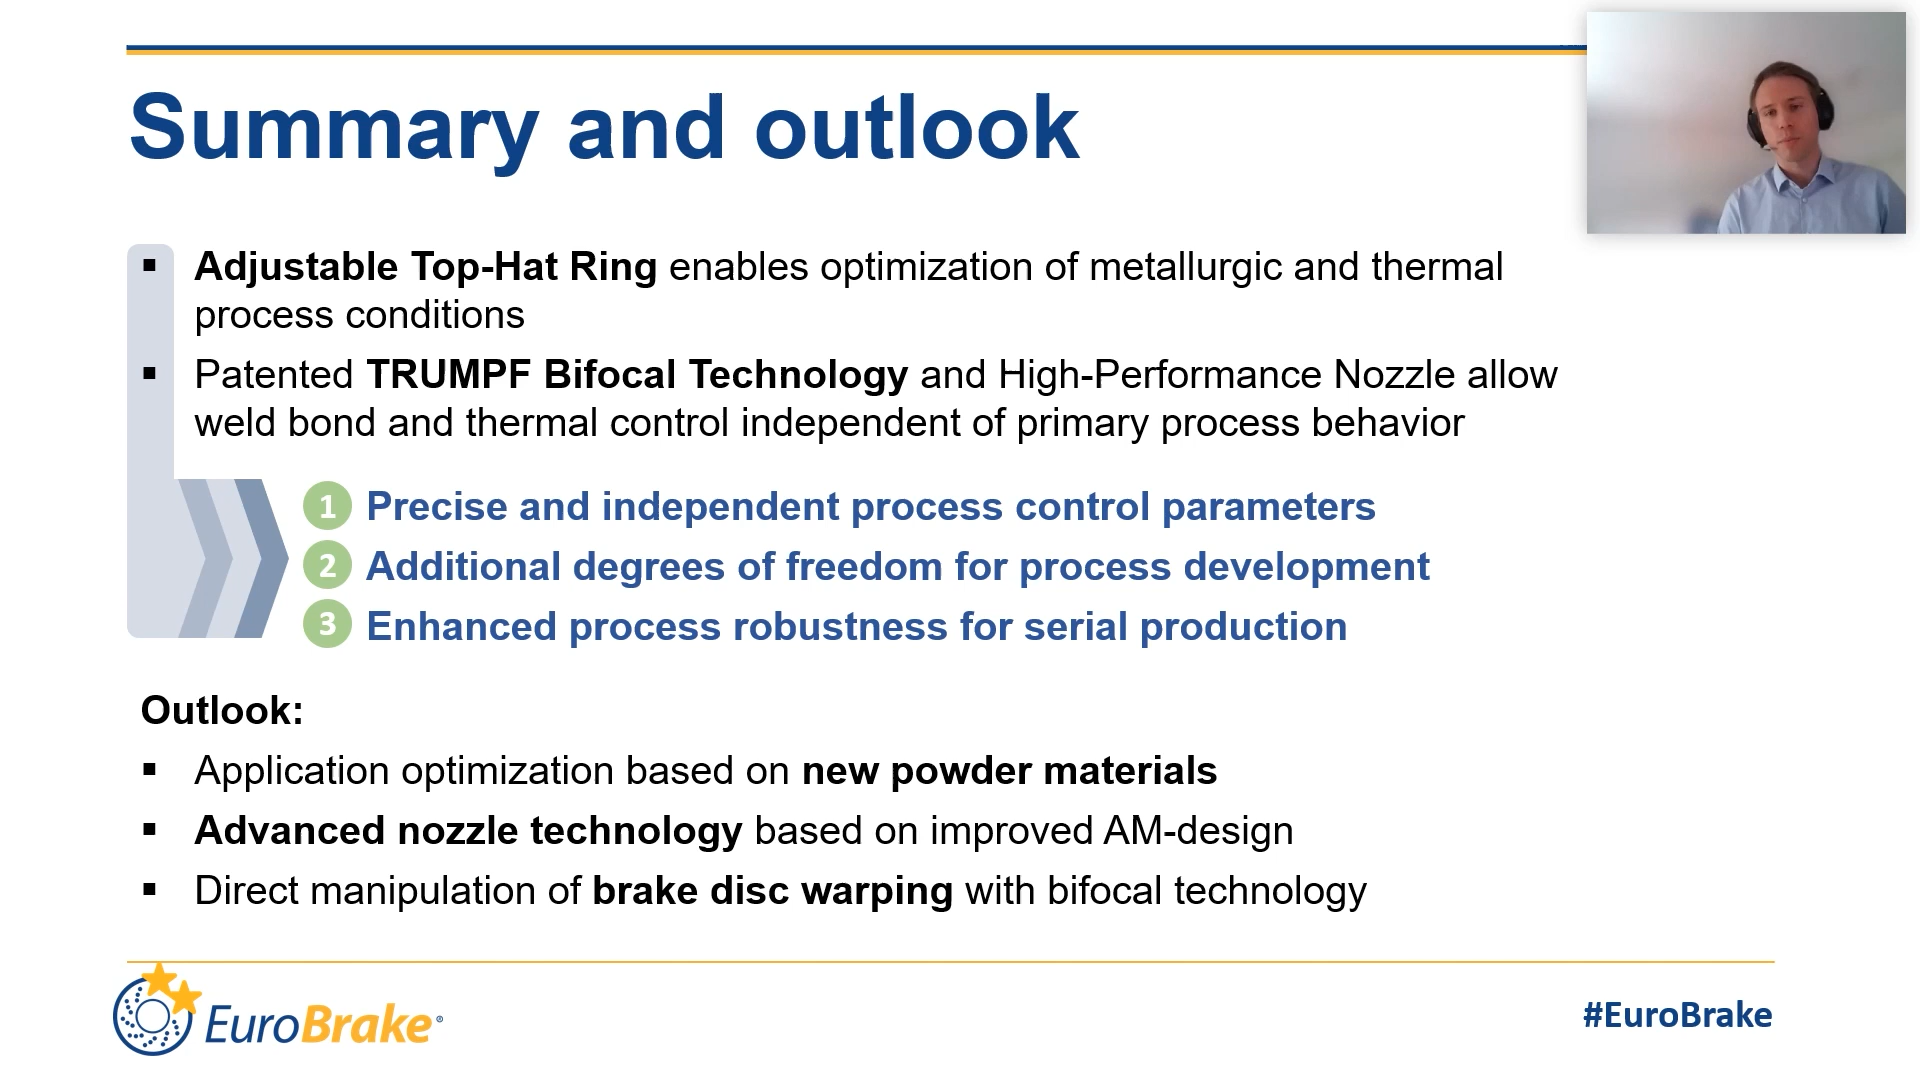 Summary and outlook
▪ Adjustable Top-Hat Ring enables optimization of metallurgic and thermal
process conditions
▪ Patented TRUMPF Bifocal Technology and High-Performance Nozzle allow
weld bond and thermal control independent of primary process behavior
1 Precise and independent process control parameters
2 Additional degrees of freedom for process development
3 Enhanced process robustness for serial production
Outlook:
▪ Application optimization based on new powder materials
▪ Advanced nozzle technology based on improved AM-design
▪ Direct manipulation of brake disc warping with bifocal technology
EuroBrake®
#EuroBrake